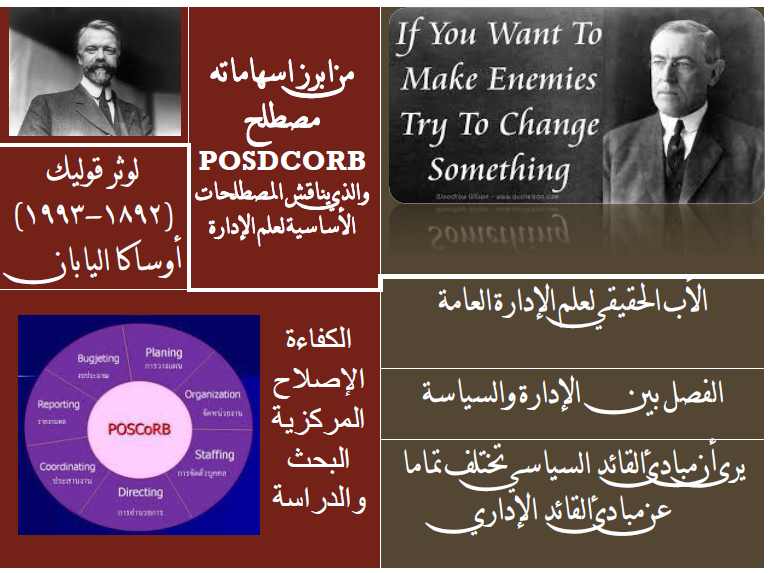 If You Want To
Make Enemies
Try To Change
Something
Woodrow Wilson - www.quotesios.com
الأب الحقيقي لعلم الإدارة العامة
الفصل بين الإدارة والسياسة
يرى أن مبادئ القائد السياسي تختلف تماما
عن مبادئ القائد الإداري
من ابرز اسهاماته
مصطلح
POSDCORB
والذي يناقش المصطلحات
الأساسية لعلم الإدارة
لوثر قوليك
(١٨٩٢–١٩٩٣)
أوساكا اليابان
الكفاءة
الإصلاح
المركزية
البحث
والدراسة
POSCoRB
Planing
การวางแผน
Organization
จัดหน่วยงาน
Staffing
การจัดตัวบุคคล
Directing
การอำนวยการ
Coordinating
ประสานงาน
Reporting
รายงานผล
Bugjeting
งบประมาณ